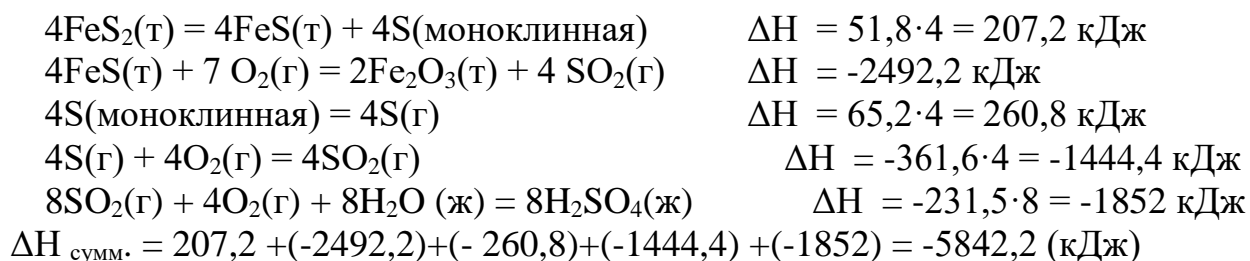 4FeS₂(т) = 4FeS(т) + 4S(моноклинная) ΔH = 51,8·4 = 207,2 кДж
4FeS(т) + 7 O₂(г) = 2Fe₂O₃(т) + 4 SO₂(г) ΔH = -2492,2 кДж
4S(моноклинная) = 4S(г) ΔH = 65,2·4 = 260,8 кДж
4S(г) + 4O₂(г) = 4SO₂(г) ΔH = -361,6·4 = -1444,4 кДж
8SO₂(г) + 4O₂(г) + 8H₂O (ж) = 8H₂SO₄(ж) ΔH = -231,5·8 = -1852 кДж
ΔH сумм. = 207,2 +(-2492,2)+(- 260,8)+(-1444,4) +(-1852) = -5842,2 (кДж)